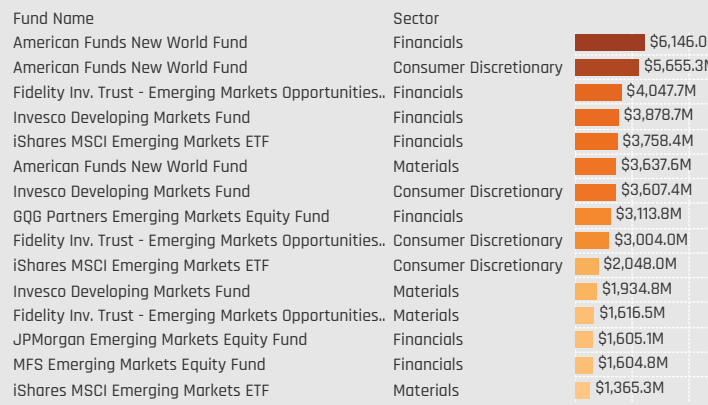 Fund Name Sector
American Funds New World Fund Financials $6,146.0
American Funds New World Fund Consumer Discretionary $5,655.3M
Fidelity Inv. Trust - Emerging Markets Opportunities.. Financials $4,047.7M
Invesco Developing Markets Fund Financials $3,878.7M
iShares MSCI Emerging Markets ETF Financials $3,758.4M
American Funds New World Fund Materials $3,637.6M
Invesco Developing Markets Fund Consumer Discretionary $3,607.4M
GQG Partners Emerging Markets Equity Fund Financials $3,113.8M
Fidelity Inv. Trust - Emerging Markets Opportunities.. Consumer Discretionary $3,004.0M
iShares MSCI Emerging Markets ETF Consumer Discretionary $2,048.0M
Invesco Developing Markets Fund Materials $1,934.8M
Fidelity Inv. Trust - Emerging Markets Opportunities.. Materials $1,616.5M
JPMorgan Emerging Markets Equity Fund Financials $1,605.1M
MFS Emerging Markets Equity Fund Financials $1,604.8M
iShares MSCI Emerging Markets ETF Materials $1,365.3M